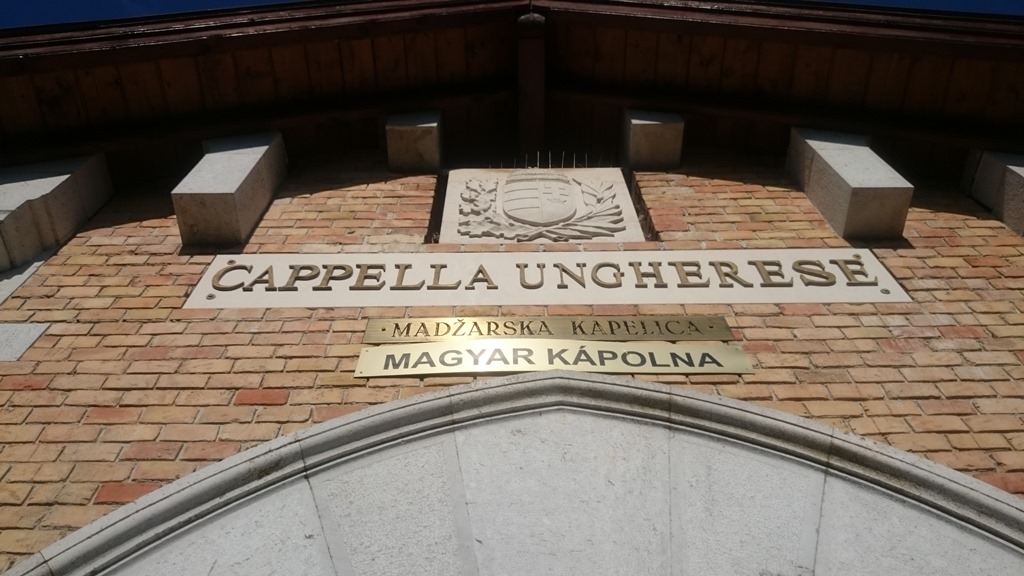 CAPPELLA UNGHERESE
·MADŽARSKA KAPELICA·
MAGYAR KÁPOLNA